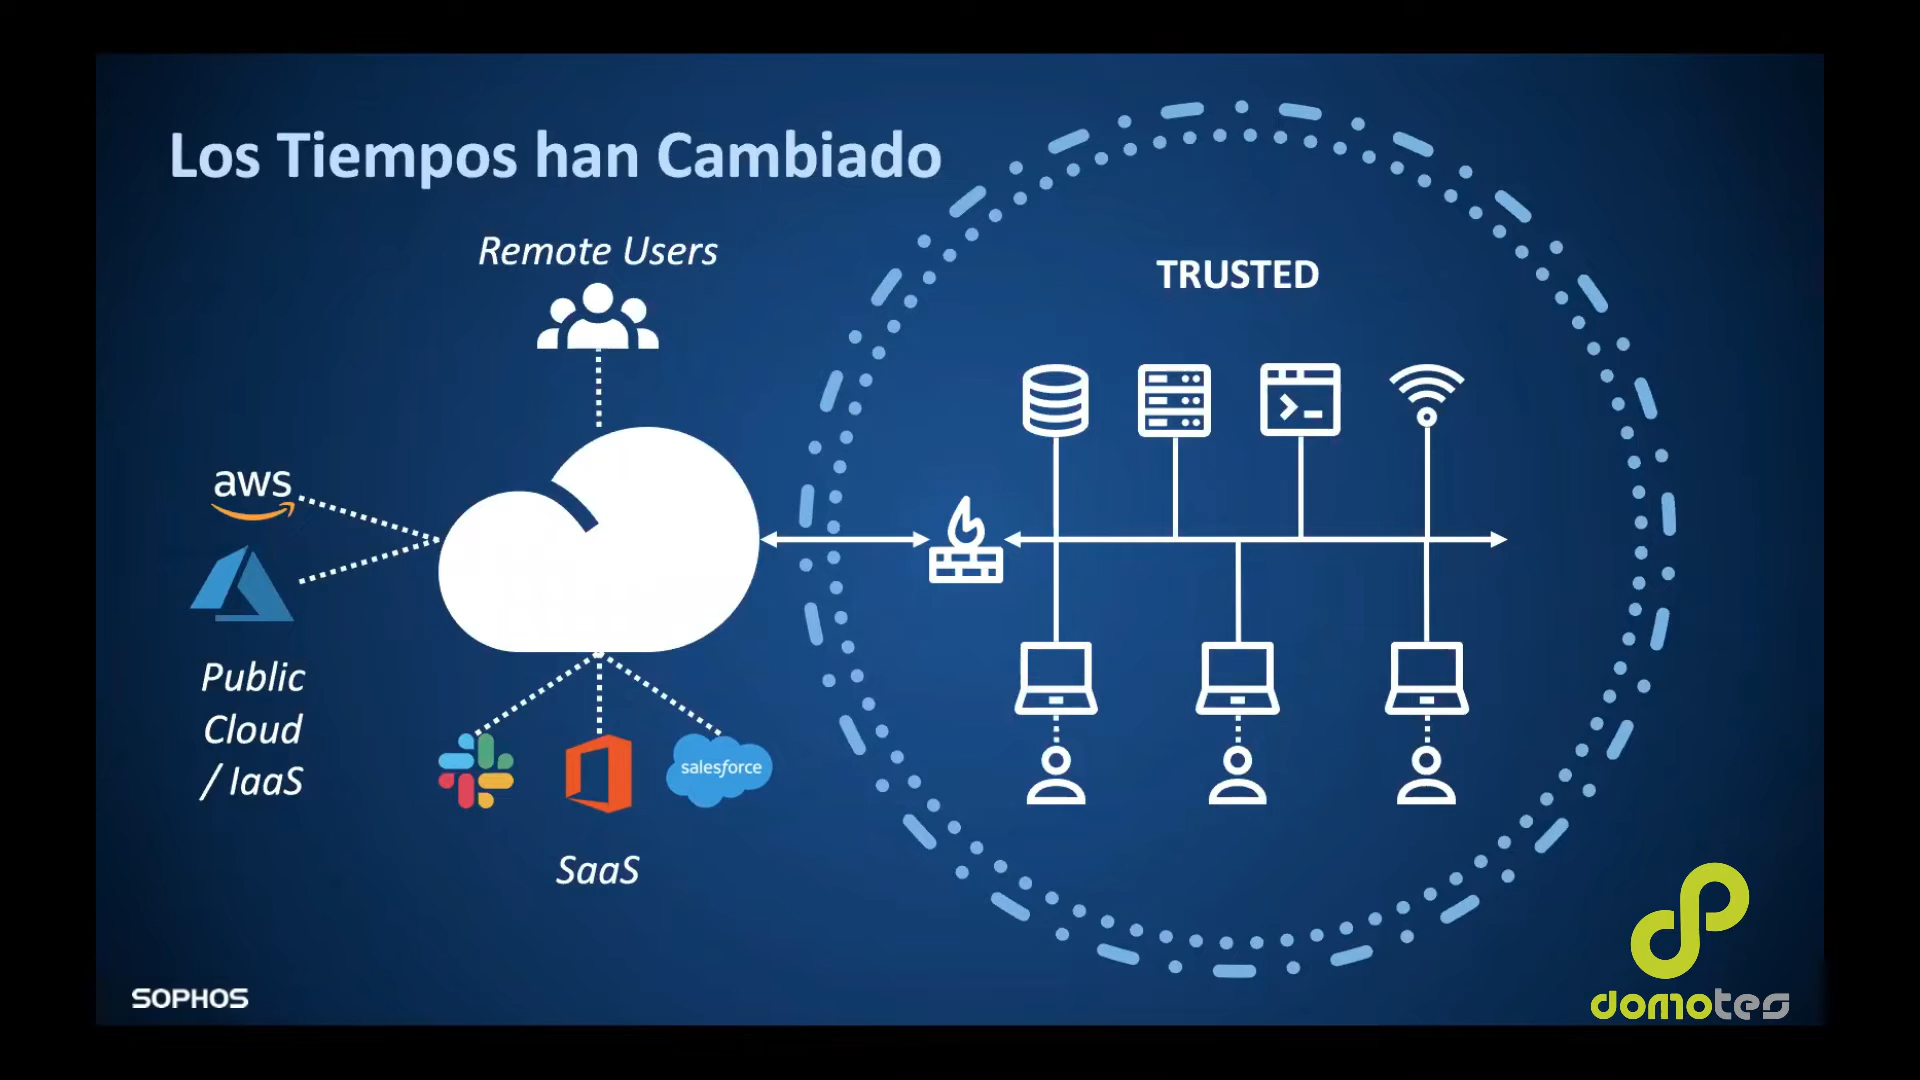 Los Tiempos han Cambiado
Remote Users
TRUSTED
aws
Public
Cloud
/ IaaS
salesforce
SaaS
SOPHOS
domotes